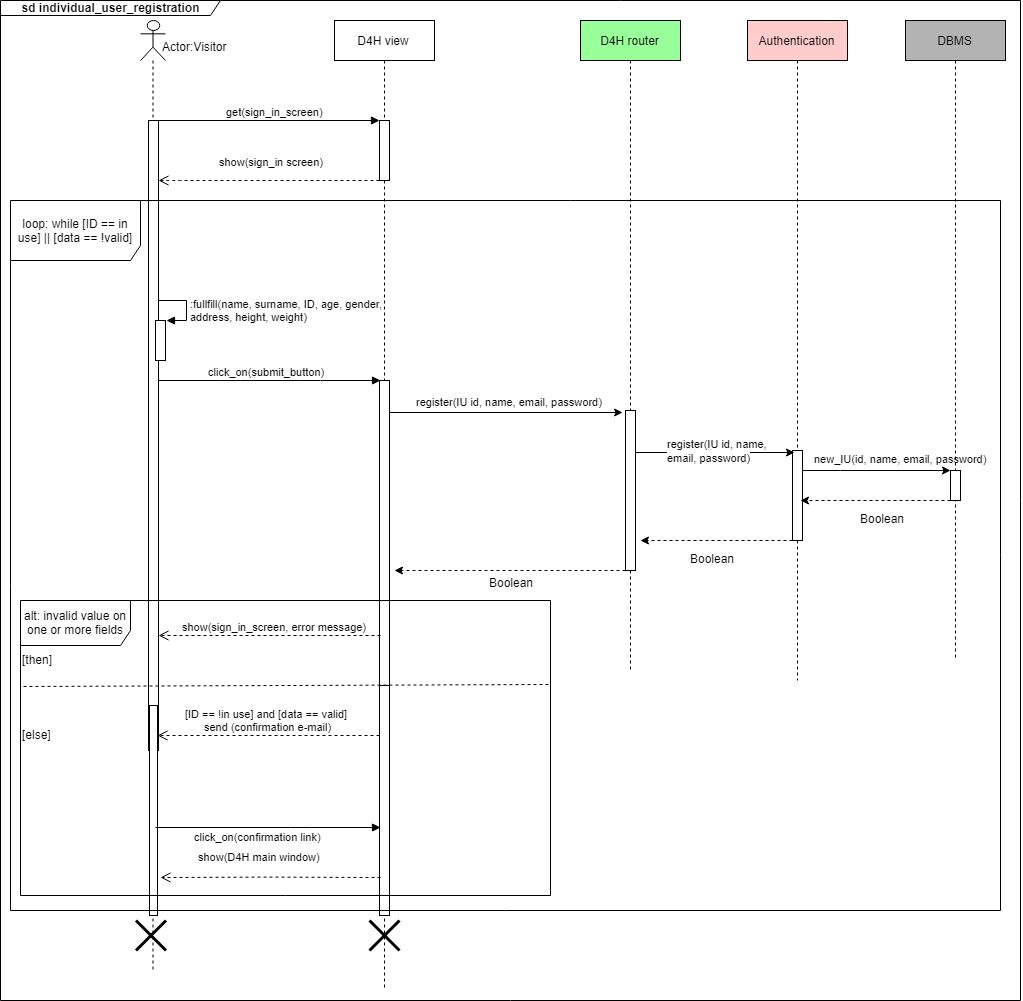 sd individual_user_registration
Actor:Visitor
D4H view
D4H router
Authentication
DBMS
get(sign_in_screen)
show(sign_in screen)
loop: while [ID == in
use] || [data == !valid]
:fullfill(name, surname, ID, age, gender,
address, height, weight)
click_on(submit_button)
register(IU id, name, email, password)
register(IU id, name,
email, password)
new_IU(id, name, email, password)
Boolean
Boolean
Boolean
alt: invalid value on
one or more fields
show(sign_in_screen, error message)
[then]
[ID == !in use] and [data == valid]
send (confirmation e-mail)
[else]
click_on(confirmation link)
show(D4H main window)